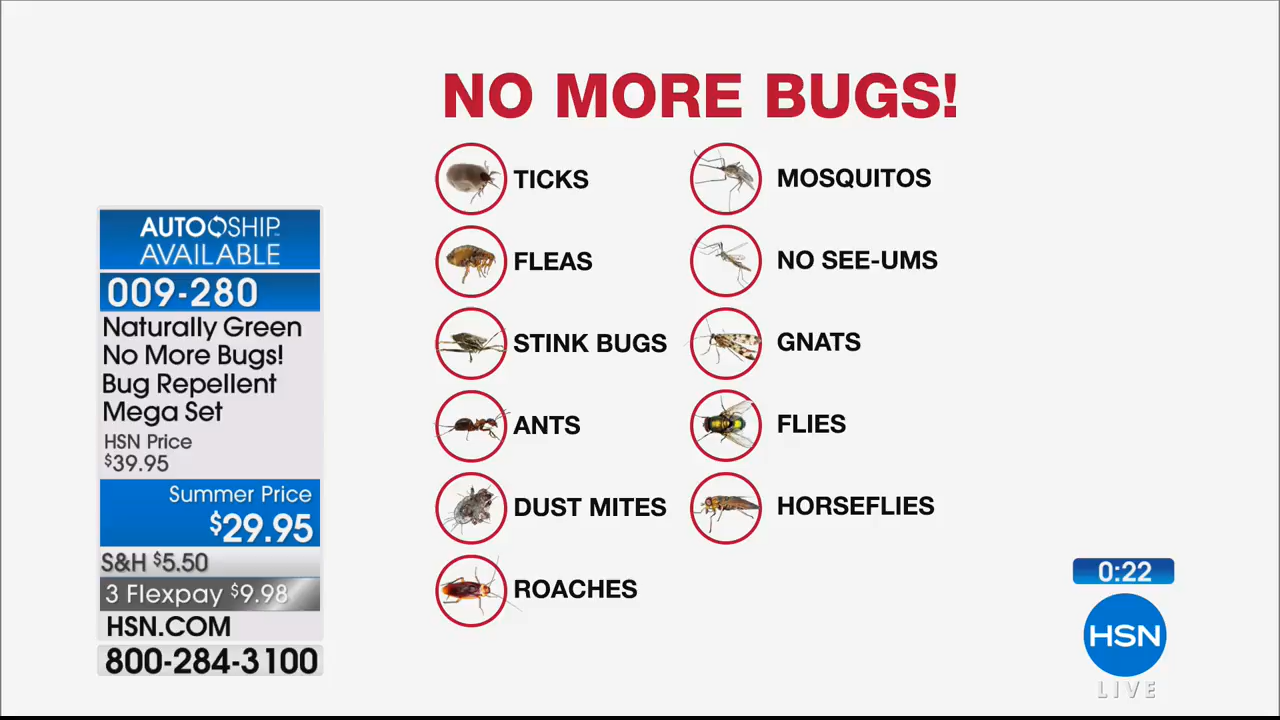 NO MORE BUGS!
TICKS
MOSQUITOS
FLEAS
NO SEE-UMS
STINK BUGS
GNATS
ANTS
FLIES
DUST MITES
HORSEFLIES
ROACHES
AUTO SHIP
AVAILABLE
009-280
Naturally Green
No More Bugs!
Bug Repellent
Mega Set
HSN Price
$39.95
Summer Price
$29.95
S&H $5.50
3 Flexpay $9.98
HSN.COM
800-284-3100
0:22
HSN
LIVE